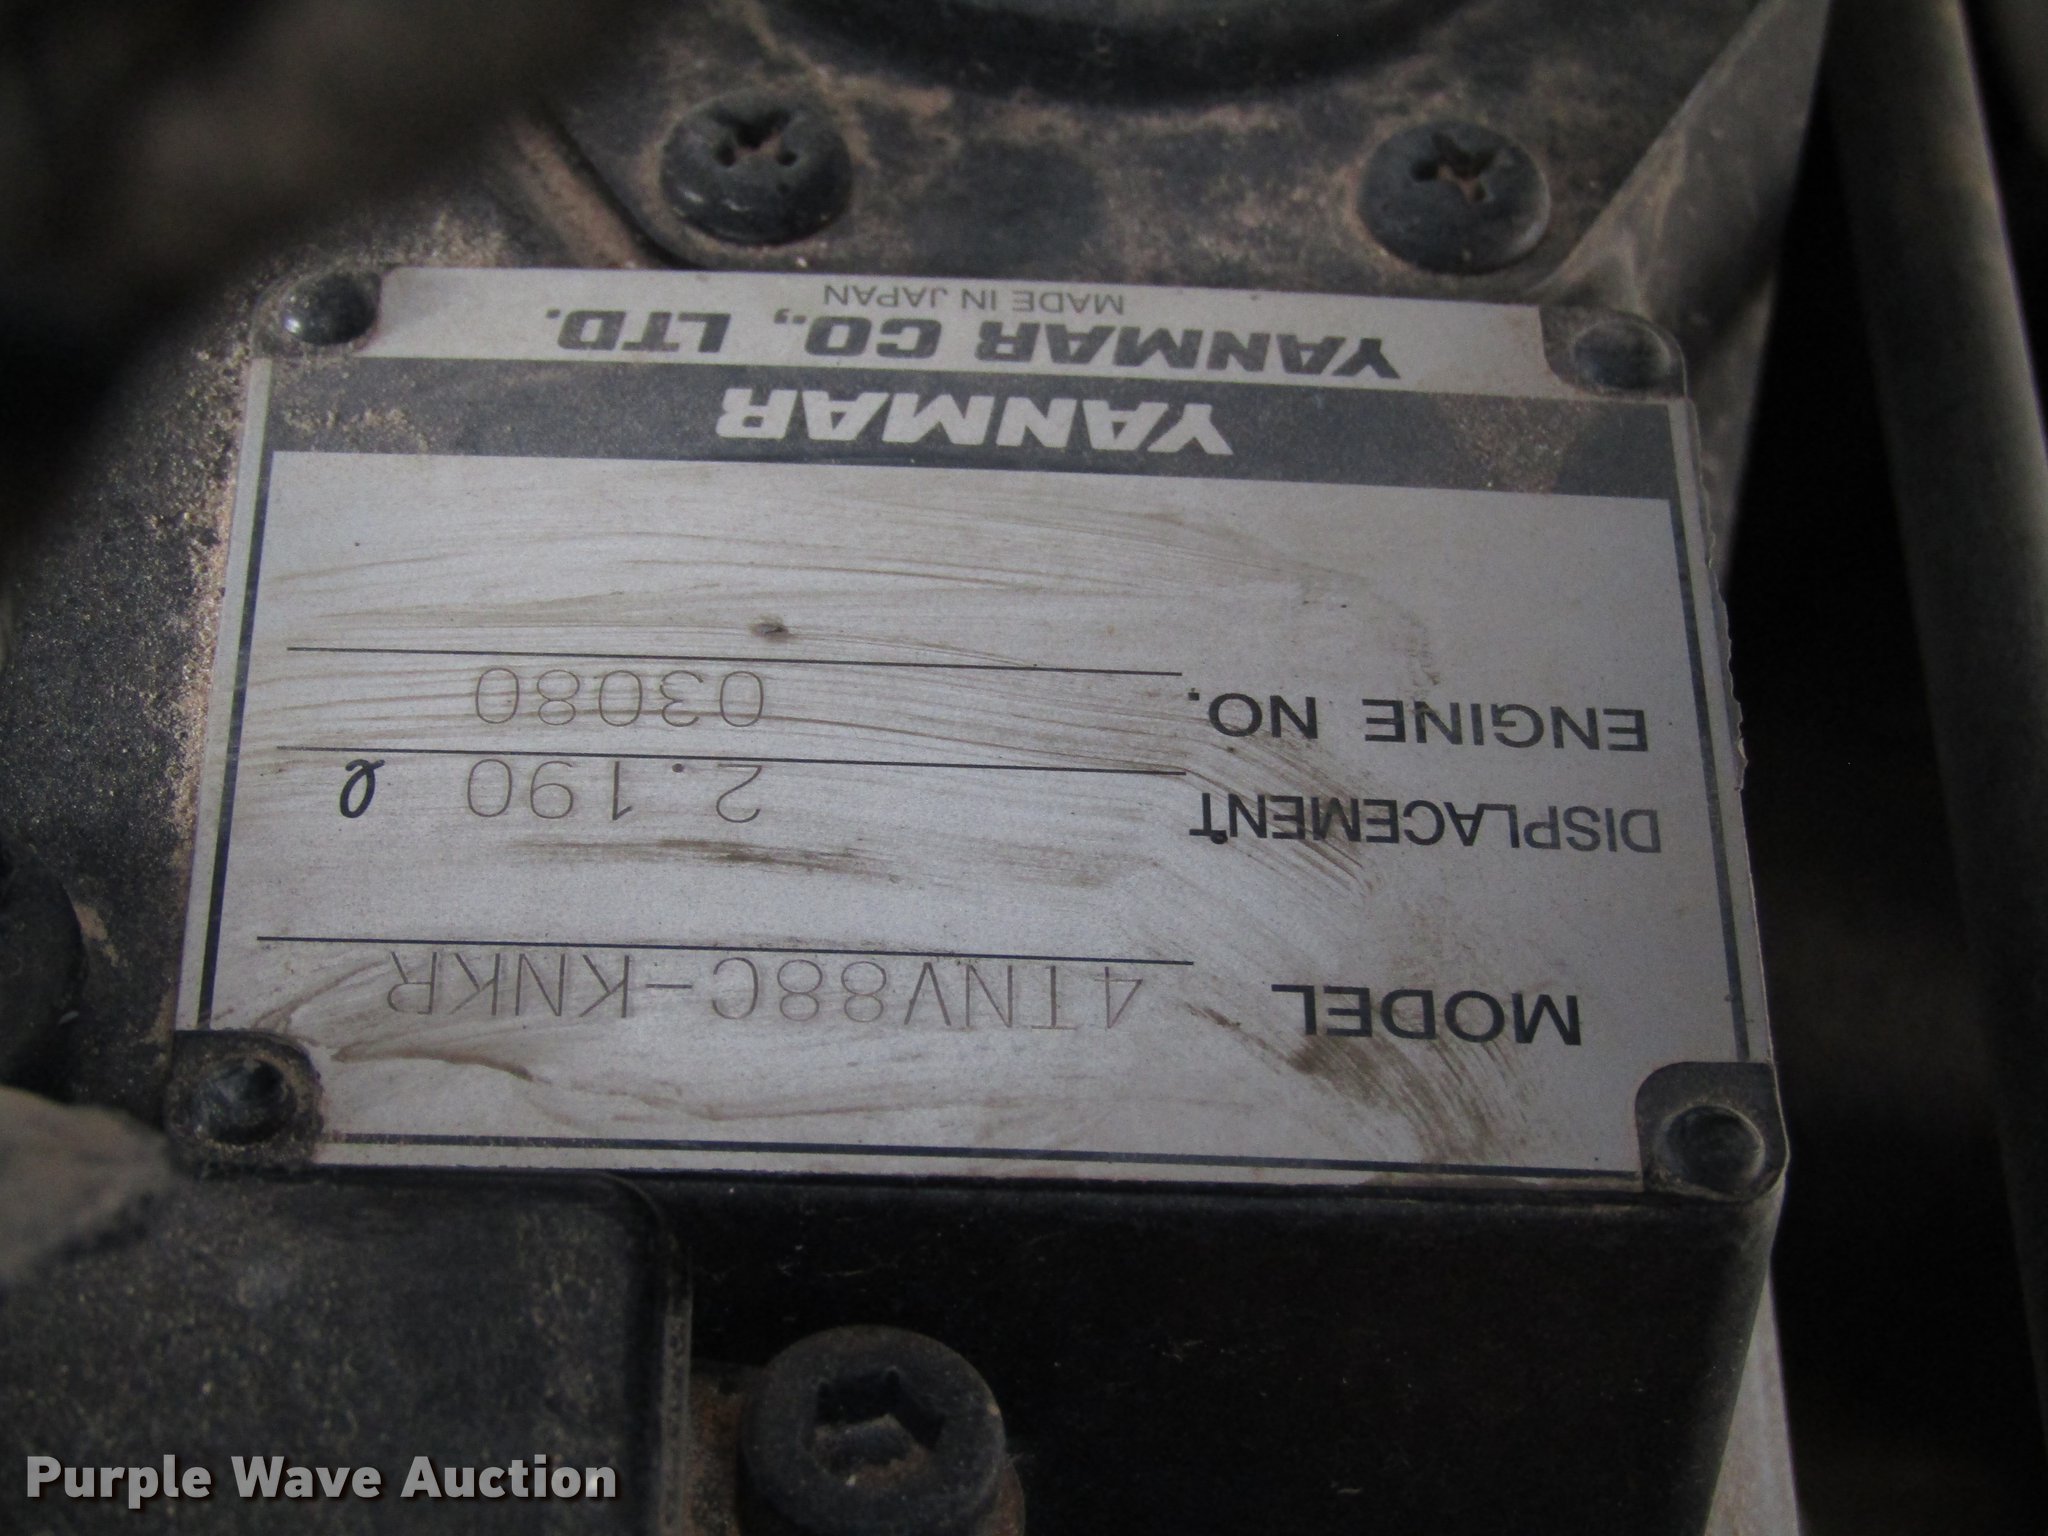 MODEL 4TNV88C-KNKR
DISPLACEMENT 2.190 ℓ
ENGINE NO. 03080
YANMAR
YANMAR CO., LTD.
MADE IN JAPAN
Purple Wave Auction